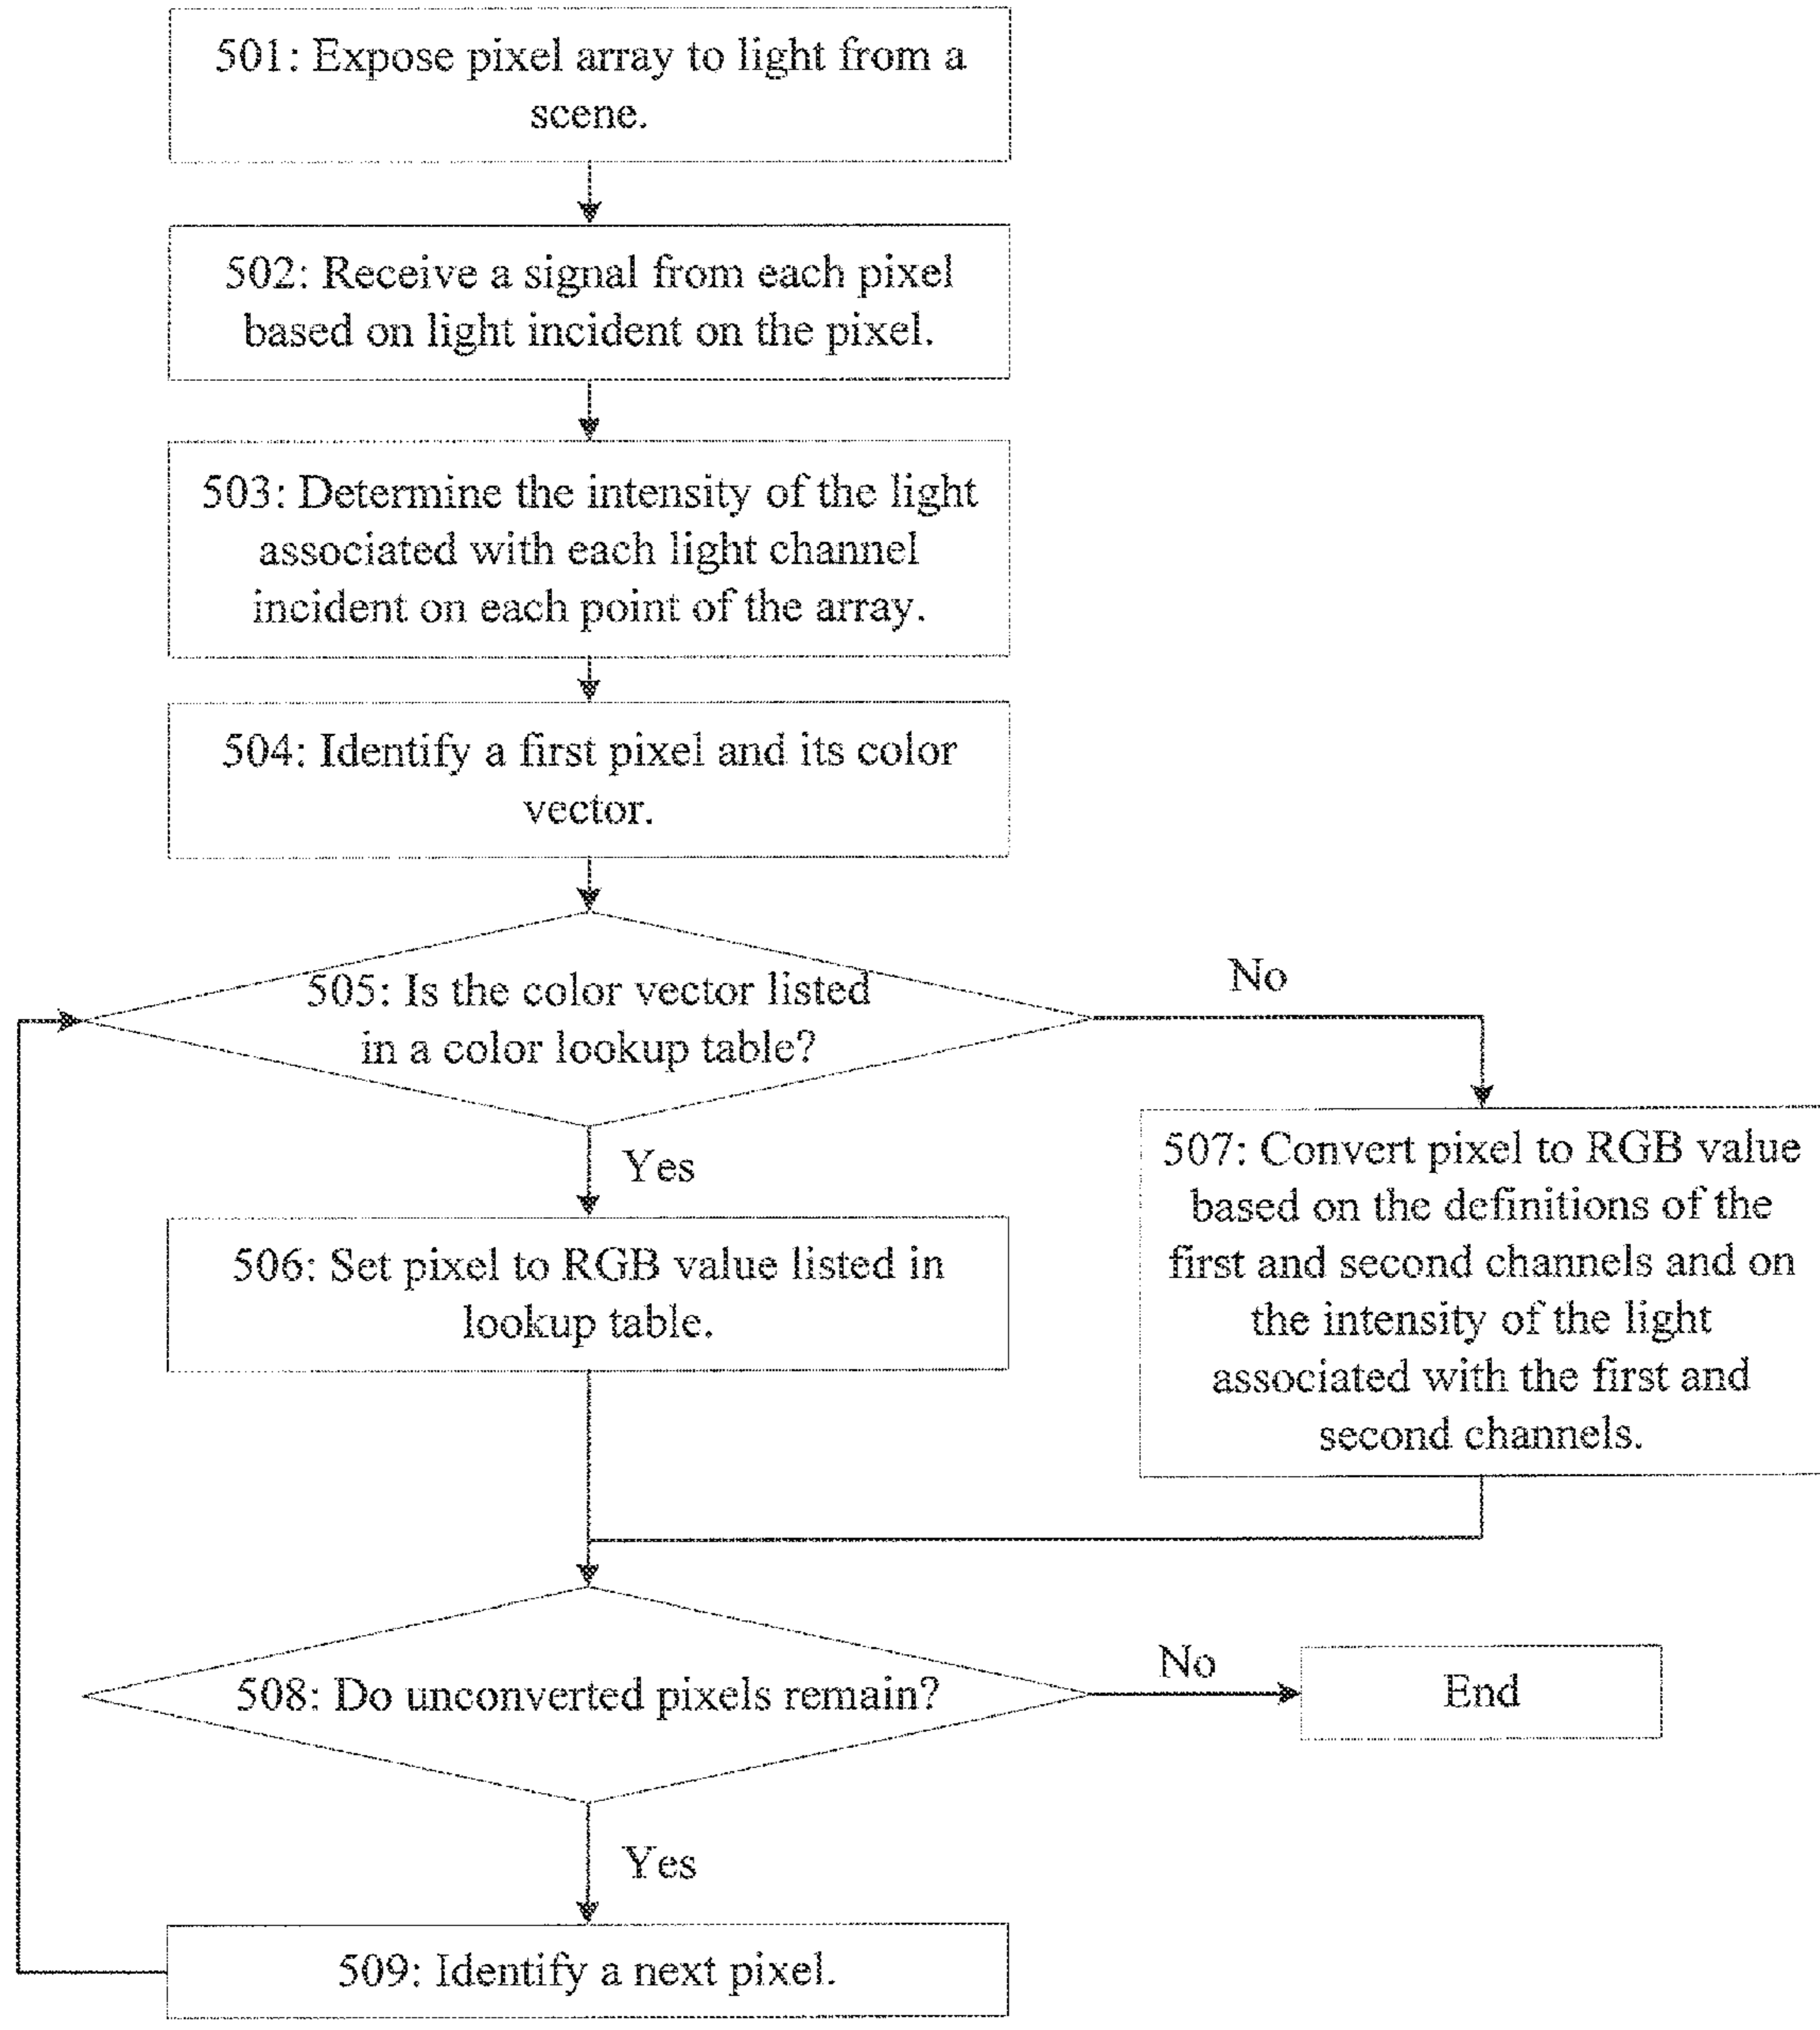 501: Expose pixel array to light from a
scene.
502: Receive a signal from each pixel
based on light incident on the pixel.
503: Determine the intensity of the light
associated with each light channel
incident on each point of the array.
504: Identify a first pixel and its color
vector.
505: Is the color vector listed
in a color lookup table?
No
Yes
506: Set pixel to RGB value listed in
lookup table.
507: Convert pixel to RGB value
based on the definitions of the
first and second channels and on
the intensity of the light
associated with the first and
second channels.
508: Do unconverted pixels remain?
No
End
Yes
509: Identify a next pixel.